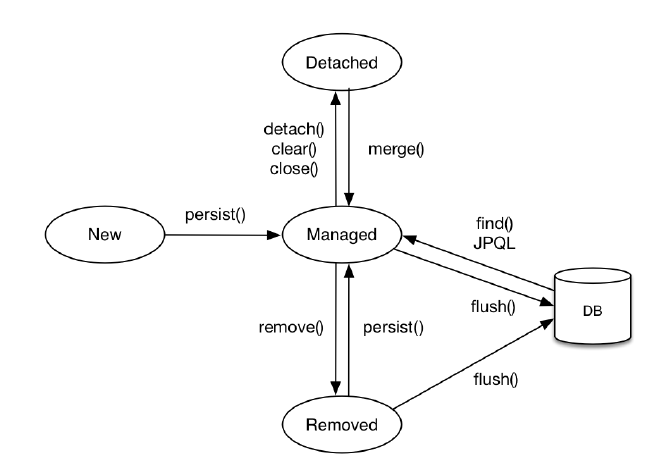 Detached
detach()
clear()
close()
merge()
persist()
New
Managed
find()
JPQL
flush()
DB
remove()
persist()
flush()
Removed